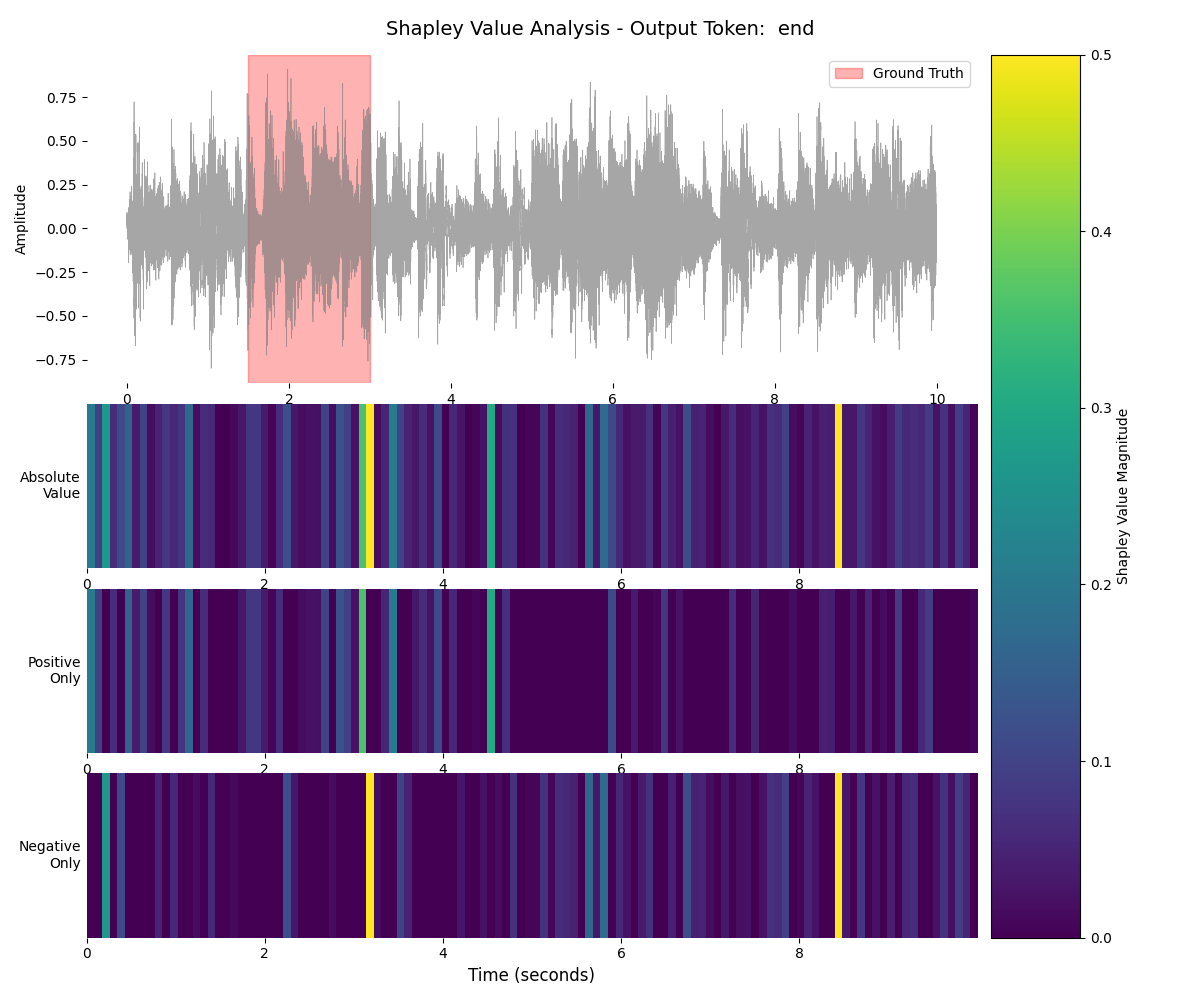 Shapley Value Analysis - Output Token:  end
Ground Truth
Amplitude
0.75
0.50
0.25
0.00
−0.25
−0.50
−0.75
0 2 4 6 8 10
Absolute
Value
0 2 4 6 8
Positive
Only
0 2 4 6 8
Negative
Only
0 2 4 6 8
Time (seconds)
0.5
0.4
0.3
0.2
0.1
0.0
Shapley Value Magnitude